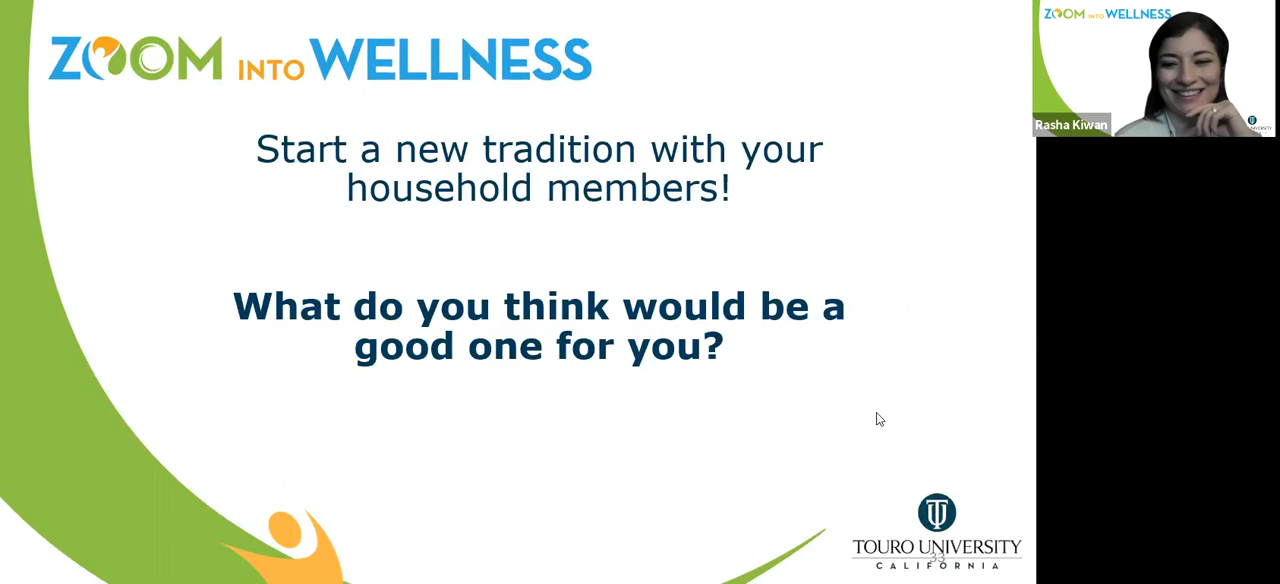 ZOOM INTO WELLNESS
Start a new tradition with your
household members!
What do you think would be a
good one for you?
TOURO UNIVERSITY
33
CALIFORNIA
ZOOM INTO WELLNESS
Rasha Kiwan